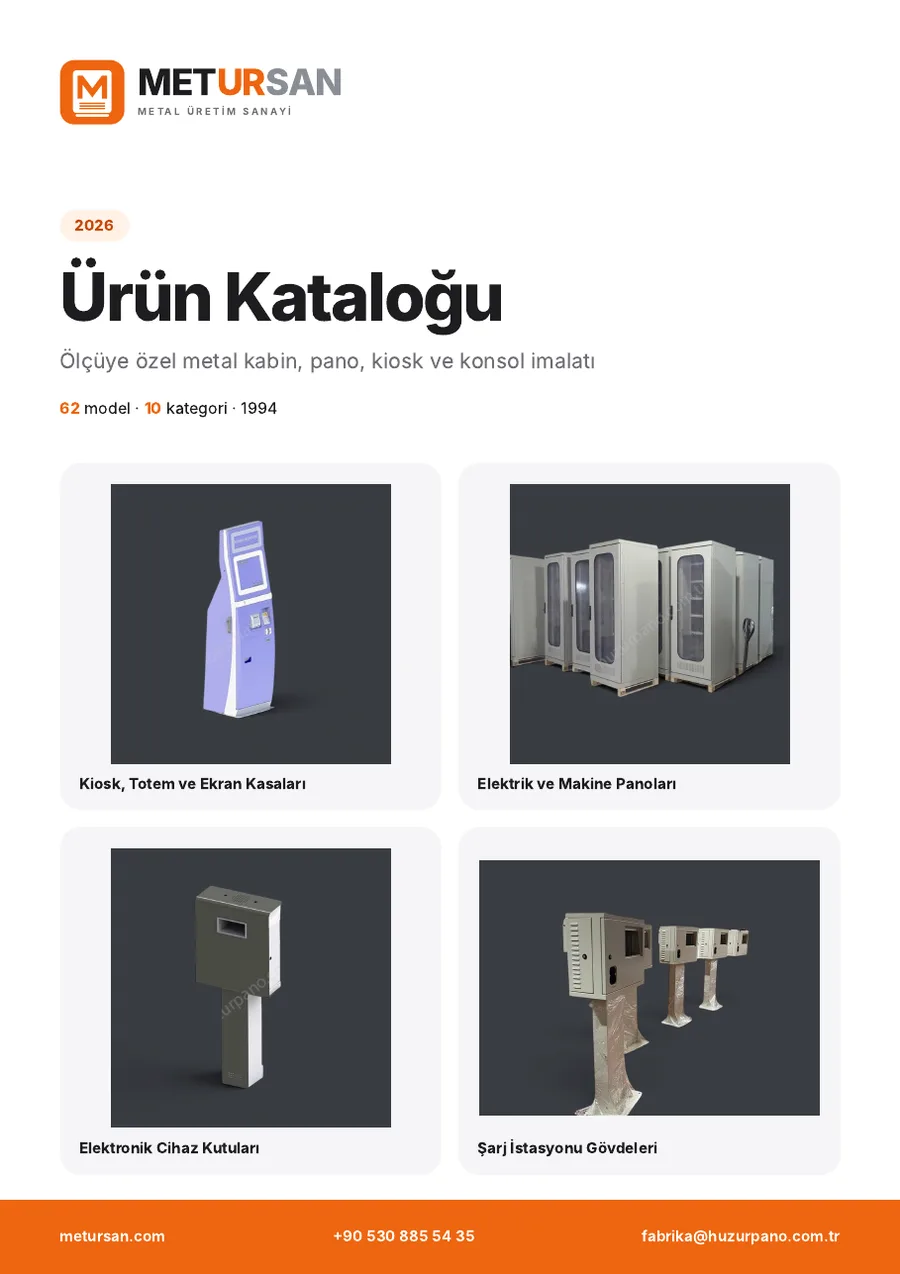 METURSAN
METAL ÜRETİM SANAYİ
2026
Ürün Kataloğu
Ölçüye özel metal kabin, pano, kiosk ve konsol imalatı
62 model · 10 kategori · 1994
Kiosk, Totem ve Ekran Kasaları
Elektrik ve Makine Panoları
Elektronik Cihaz Kutuları
Şarj İstasyonu Gövdeleri
metursan.com
+90 530 885 54 35
fabrika@huzurpano.com.tr